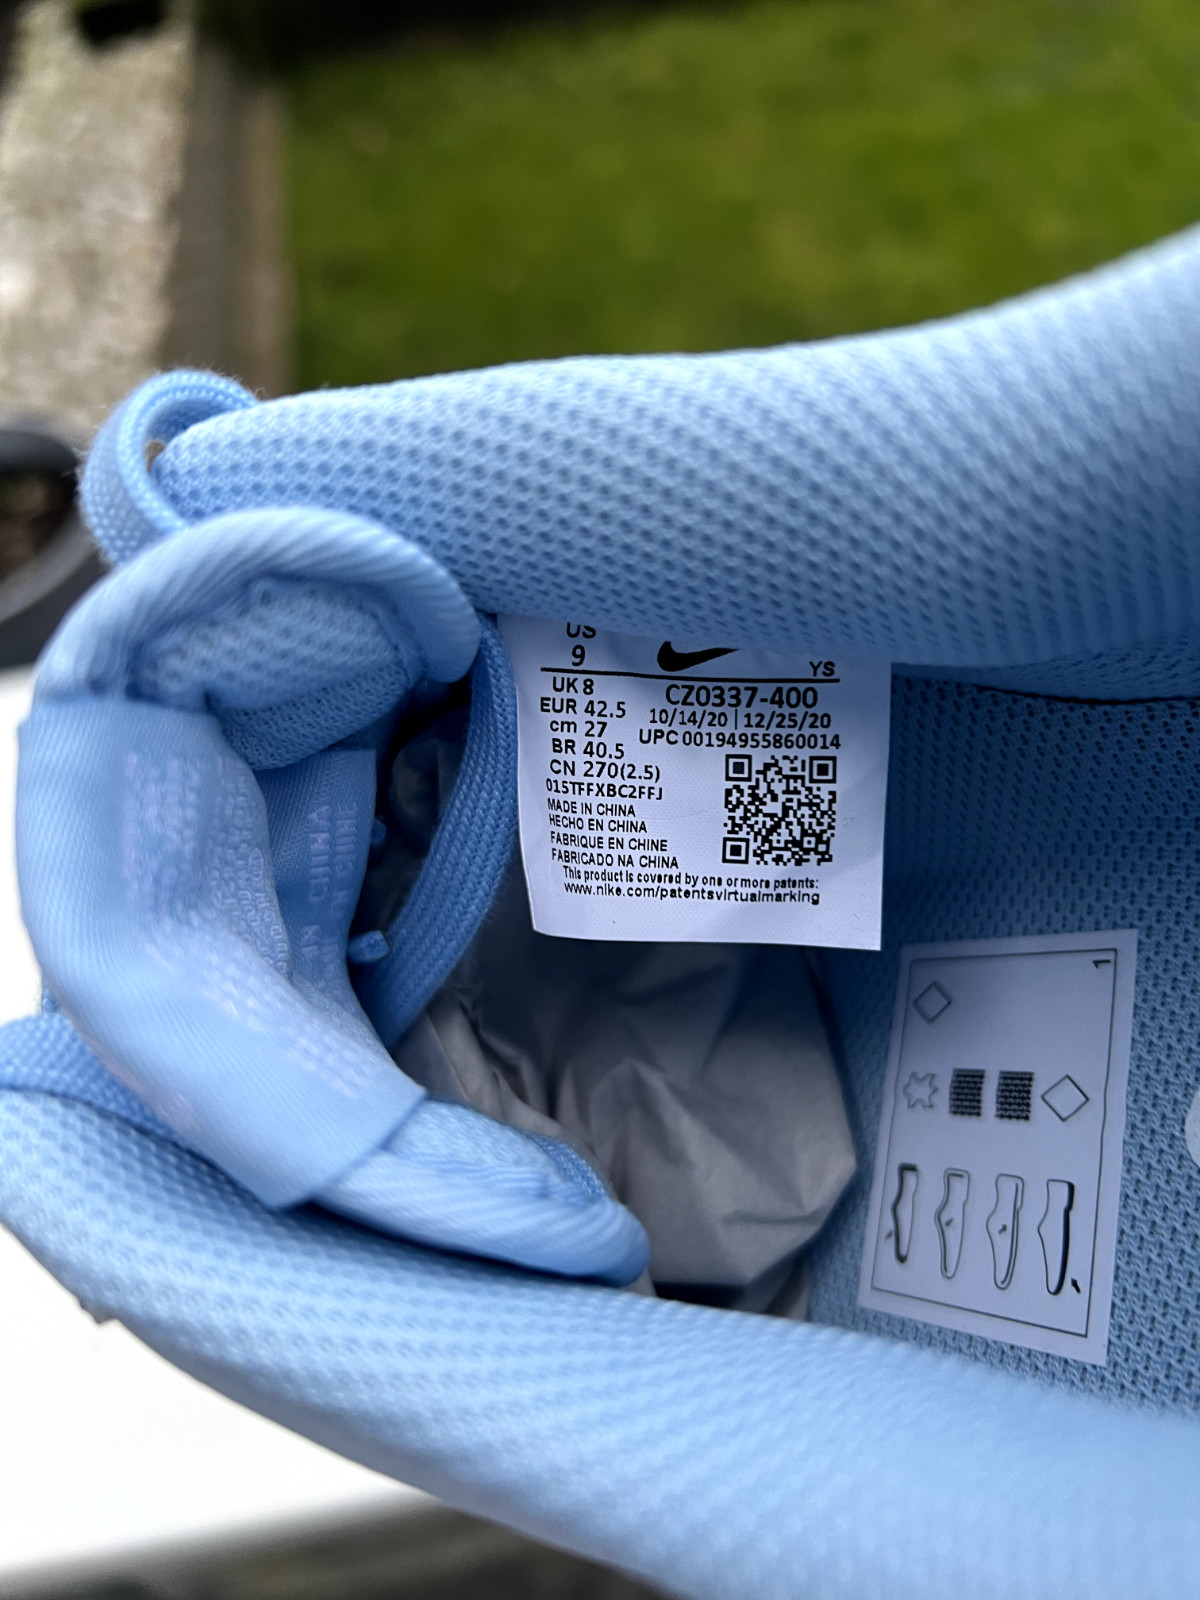 US
9
YS
UK 8
CZ0337-400
EUR 42.5
10/14/20 | 12/25/20
cm 27
UPC 00194955860014
BR 40.5
CN 270(2.5)
015TFFXBC2FFJ
MADE IN CHINA
HECHO EN CHINA
FABRIQUE EN CHINE
FABRICADO NA CHINA
This product is covered by one or more patents:
www.nike.com/patentsvirtualmarking
1